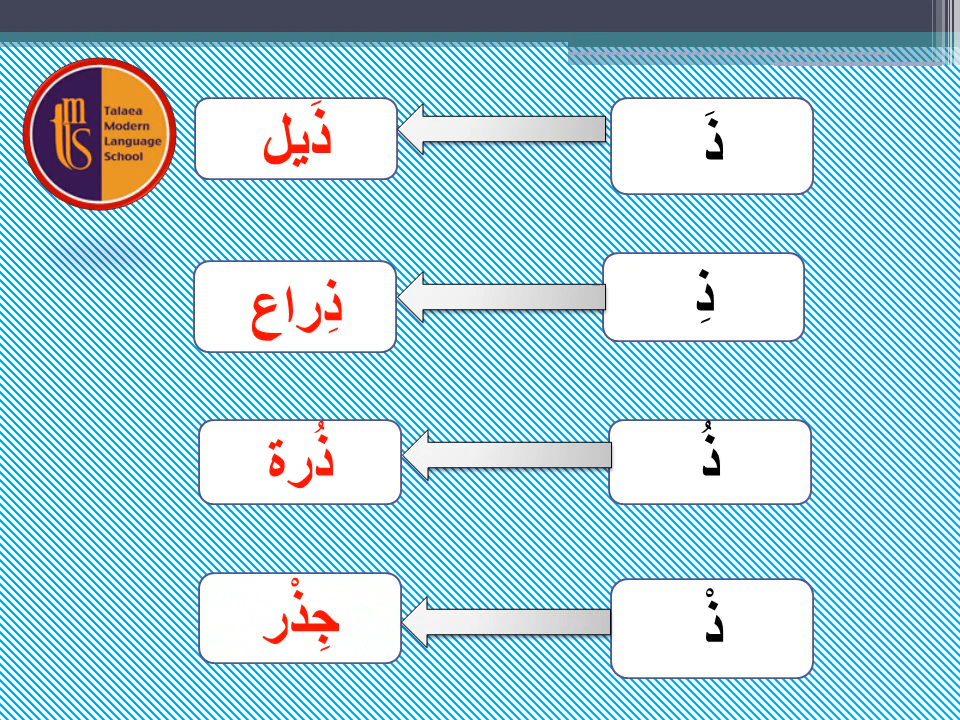 Talaea
Modern
Language
School
ذَ
ذَيل
ذِ
ذِراع
ذُ
ذُرة
ذْ
جِذْر